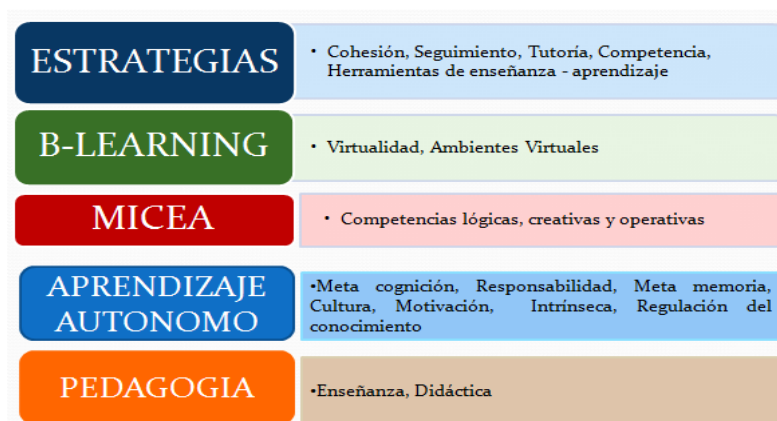 ESTRATEGIAS
• Cohesión, Seguimiento, Tutoría, Competencia,
Herramientas de enseñanza - aprendizaje
B-LEARNING
• Virtualidad, Ambientes Virtuales
MICEA
• Competencias lógicas, creativas y operativas
APRENDIZAJE
AUTONOMO
•Meta cognición, Responsabilidad, Meta memoria,
Cultura, Motivación, Intrínseca, Regulación del
conocimiento
PEDAGOGIA
•Enseñanza, Didáctica